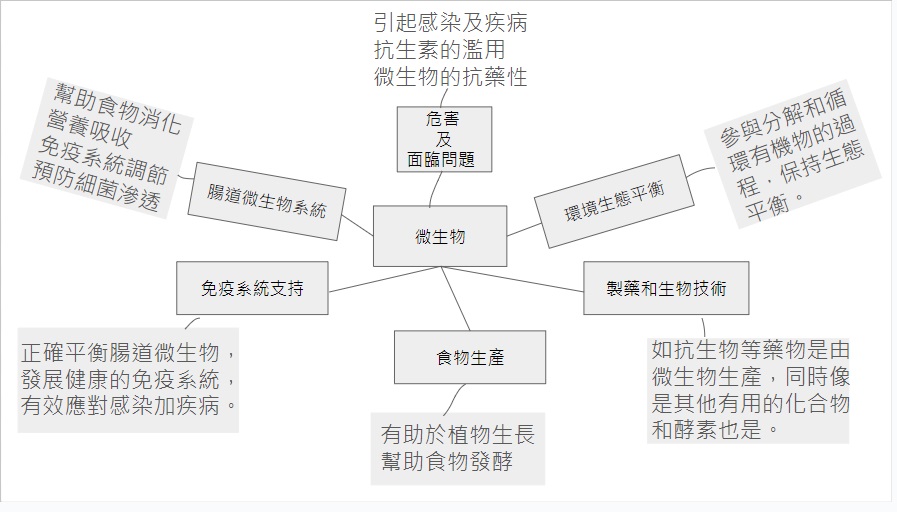 引起感染及疾病
抗生素的濫用
微生物的抗藥性
危害
及
面臨問題
幫助食物消化
營養吸收
免疫系統調節
預防細菌滲透
腸道微生物系統
微生物
環境生態平衡
參與分解和循
環有機物的過
程，保持生態
平衡。
免疫系統支持
正確平衡腸道微生物，
發展健康的免疫系統，
有效應對感染加疾病。
食物生產
有助於植物生長
幫助食物發酵
製藥和生物技術
如抗生物等藥物是由
微生物生產，同時像
是其他有用的化合物
和酵素也是。